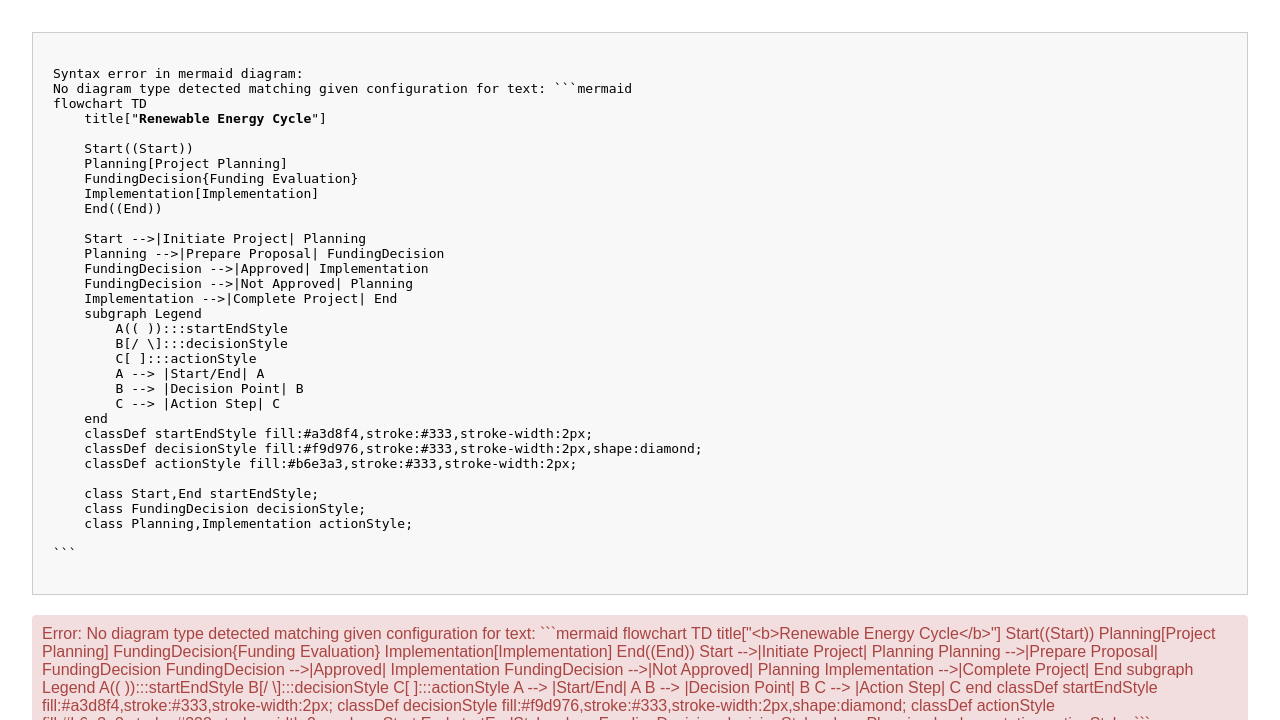 Syntax error in mermaid diagram:
No diagram type detected matching given configuration for text: ```mermaid
flowchart TD
    title["Renewable Energy Cycle"]

    Start((Start))
    Planning[Project Planning]
    FundingDecision{Funding Evaluation}
    Implementation[Implementation]
    End((End))

    Start -->|Initiate Project| Planning
    Planning -->|Prepare Proposal| FundingDecision
    FundingDecision -->|Approved| Implementation
    FundingDecision -->|Not Approved| Planning
    Implementation -->|Complete Project| End
    subgraph Legend
        A(( )):::startEndStyle
        B[/ \]:::decisionStyle
        C[ ]:::actionStyle
        A --> |Start/End| A
        B --> |Decision Point| B
        C --> |Action Step| C
    end
    classDef startEndStyle fill:#a3d8f4,stroke:#333,stroke-width:2px;
    classDef decisionStyle fill:#f9d976,stroke:#333,stroke-width:2px,shape:diamond;
    classDef actionStyle fill:#b6e3a3,stroke:#333,stroke-width:2px;

    class Start,End startEndStyle;
    class FundingDecision decisionStyle;
    class Planning,Implementation actionStyle;

```
Error: No diagram type detected matching given configuration for text: ```mermaid flowchart TD title["<b>Renewable Energy Cycle</b>"] Start((Start)) Planning[Project
Planning] FundingDecision{Funding Evaluation} Implementation[Implementation] End((End)) Start -->|Initiate Project| Planning Planning -->|Prepare Proposal|
FundingDecision FundingDecision -->|Approved| Implementation FundingDecision -->|Not Approved| Planning Implementation -->|Complete Project| End subgraph
Legend A(( )):::startEndStyle B[/ \]:::decisionStyle C[ ]:::actionStyle A --> |Start/End| A B --> |Decision Point| B C --> |Action Step| C end classDef startEndStyle
fill:#a3d8f4,stroke:#333,stroke-width:2px; classDef decisionStyle fill:#f9d976,stroke:#333,stroke-width:2px,shape:diamond; classDef actionStyle